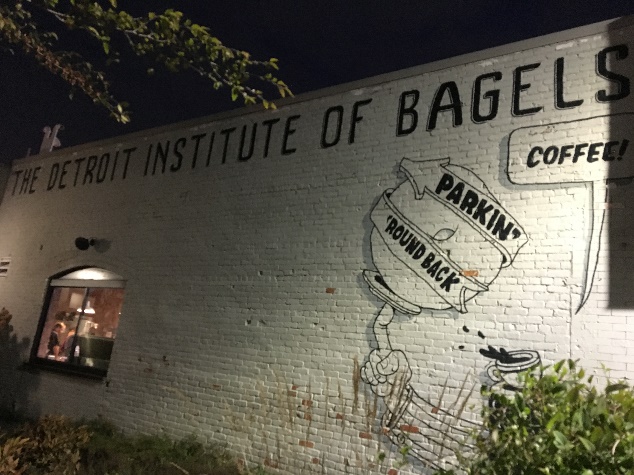 THE DETROIT INSTITUTE OF BAGELS
COFFEE!
PARKIN'
'ROUND BACK